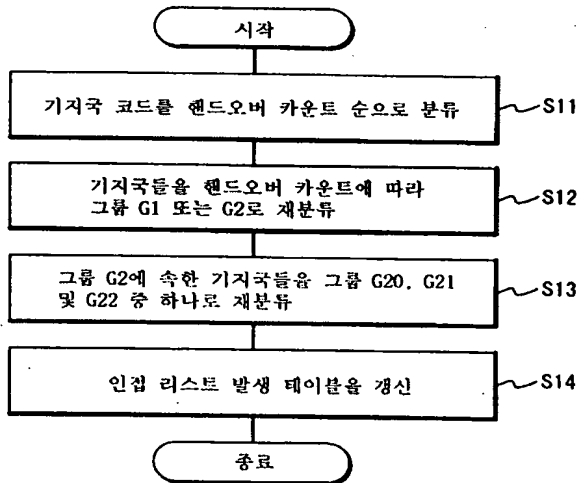 시작
기지국 코드를 핸드오버 카운트 순으로 분류
S11
기지국들을 핸드오버 카운트에 따라
그룹 G1 또는 G2로 재분류
S12
그룹 G2에 속한 기지국들을 그룹 G20, G21
및 G22 중 하나로 재분류
S13
인접 리스트 발생 테이블을 갱신
S14
종료